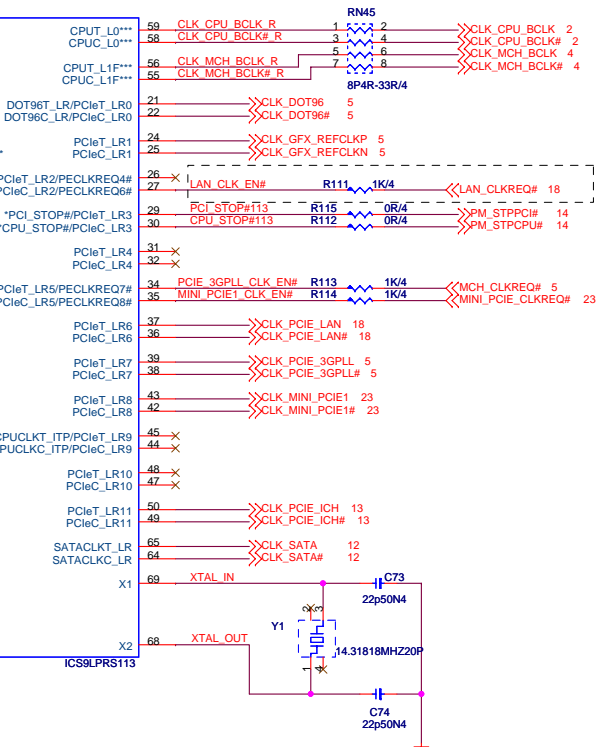 RN45
CPUT_L0*** 59 CLK_CPU_BCLK_R 1 2 CLK_CPU_BCLK 2
CPUC_L0*** 58 CLK_CPU_BCLK#_R 3 4 CLK_CPU_BCLK# 2
CPUT_L1F*** 56 CLK_MCH_BCLK_R 5 6 CLK_MCH_BCLK 4
CPUC_L1F*** 55 CLK_MCH_BCLK#_R 7 8 CLK_MCH_BCLK# 4
8P4R-33R/4
DOT96T_LR/PCIeT_LR0 21 CLK_DOT96 5
DOT96C_LR/PCIeC_LR0 22 CLK_DOT96# 5
PCIeT_LR1 24 CLK_GFX_REFCLKP 5
PCIeC_LR1 25 CLK_GFX_REFCLKN 5
PCIeT_LR2/PECLKREQ4# 26
PCIeC_LR2/PECLKREQ6# 27 LAN_CLK_EN# R111 1K/4 LAN_CLKREQ# 18
*PCI_STOP#/PCIeT_LR3 29 PCI_STOP#113 R115 0R/4 PM_STPPCI# 14
*CPU_STOP#/PCIeC_LR3 30 CPU_STOP#113 R112 0R/4 PM_STPCPU# 14
PCIeT_LR4 31
PCIeC_LR4 32
PCIeT_LR5/PECLKREQ7# 34 PCIE_3GPLL_CLK_EN# R113 1K/4 MCH_CLKREQ# 5
PCIeC_LR5/PECLKREQ8# 35 MINI_PCIE1_CLK_EN# R114 1K/4 MINI_PCIE_CLKREQ# 23
PCIeT_LR6 37 CLK_PCIE_LAN 18
PCIeC_LR6 36 CLK_PCIE_LAN# 18
PCIeT_LR7 39 CLK_PCIE_3GPLL 5
PCIeC_LR7 38 CLK_PCIE_3GPLL# 5
PCIeT_LR8 43 CLK_MINI_PCIE1 23
PCIeC_LR8 42 CLK_MINI_PCIE1# 23
CPUCLKT_ITP/PCIeT_LR9 45
CPUCLKC_ITP/PCIeC_LR9 44
PCIeT_LR10 48
PCIeC_LR10 47
PCIeT_LR11 50 CLK_PCIE_ICH 13
PCIeC_LR11 49 CLK_PCIE_ICH# 13
SATACLKT_LR 65 CLK_SATA 12
SATACLKC_LR 64 CLK_SATA# 12
X1 69 XTAL_IN C73
22p50N4
2 3
Y1
14.31818MHZ20P
X2 68 XTAL_OUT
1 4
ICS9LPRS113
C74
22p50N4